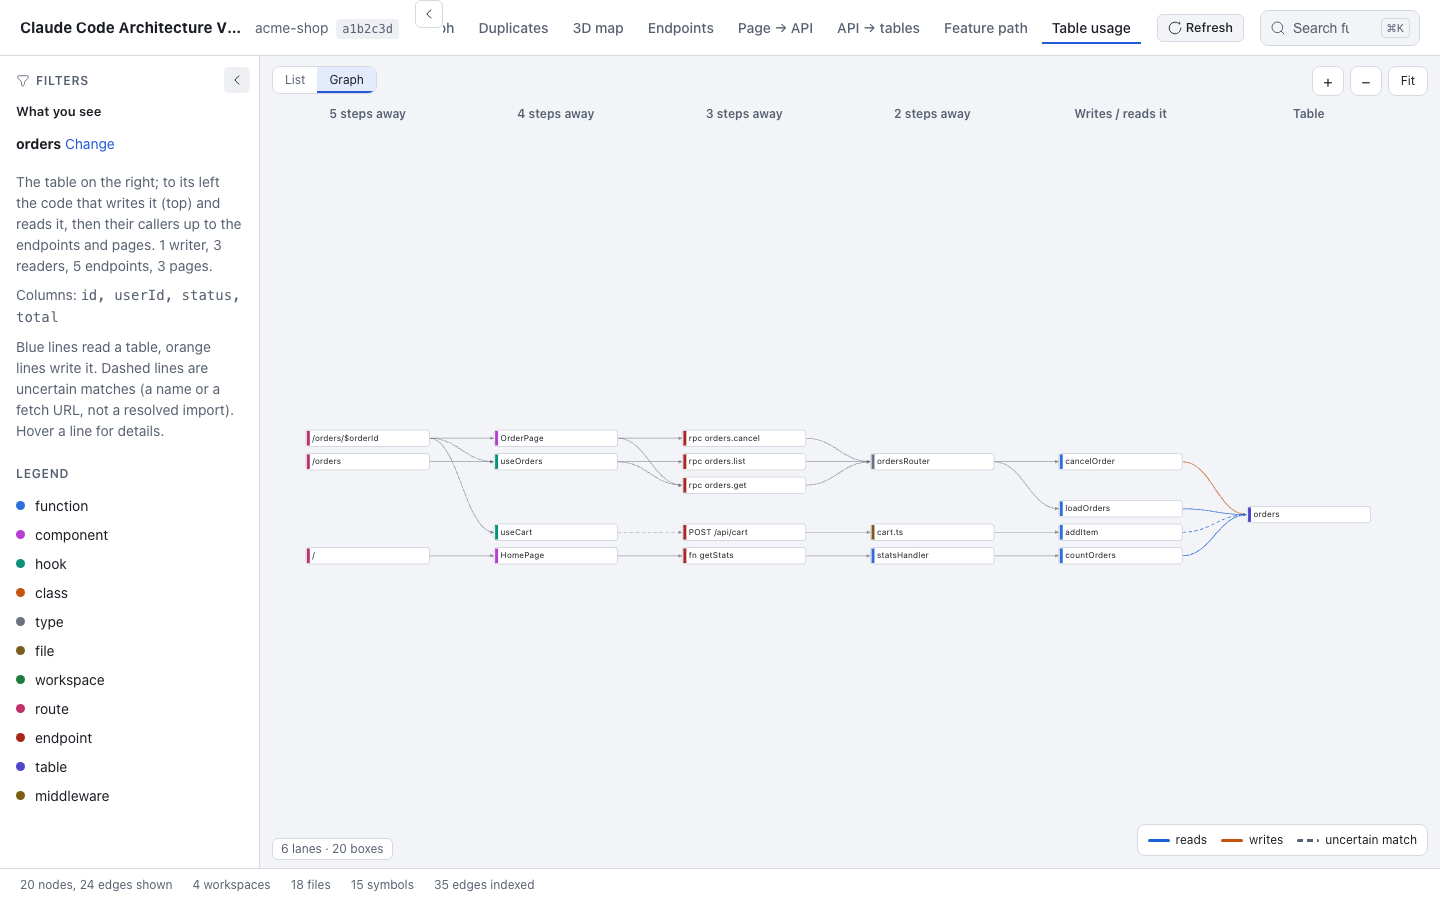 Claude Code Architecture V...
acme-shop
a1b2c3d
Duplicates
3D map
Endpoints
Page → API
API → tables
Feature path
Table usage
Refresh
Search
⌘K
FILTERS
What you see
orders Change
The table on the right; to its left
the code that writes it (top) and
reads it, then their callers up to the
endpoints and pages. 1 writer, 3
readers, 5 endpoints, 3 pages.
Columns: id, userId, status,
total
Blue lines read a table, orange
lines write it. Dashed lines are
uncertain matches (a name or a
fetch URL, not a resolved import).
Hover a line for details.
LEGEND
function
component
hook
class
type
file
workspace
route
endpoint
table
middleware
List
Graph
+
−
Fit
5 steps away
4 steps away
3 steps away
2 steps away
Writes / reads it
Table
/orders/$orderId
OrderPage
rpc orders.cancel
/orders
useOrders
rpc orders.list
ordersRouter
cancelOrder
rpc orders.get
loadOrders
orders
useCart
POST /api/cart
cart.ts
addItem
/
HomePage
fn getStats
statsHandler
countOrders
6 lanes · 20 boxes
reads
writes
uncertain match
20 nodes, 24 edges shown
4 workspaces
18 files
15 symbols
35 edges indexed